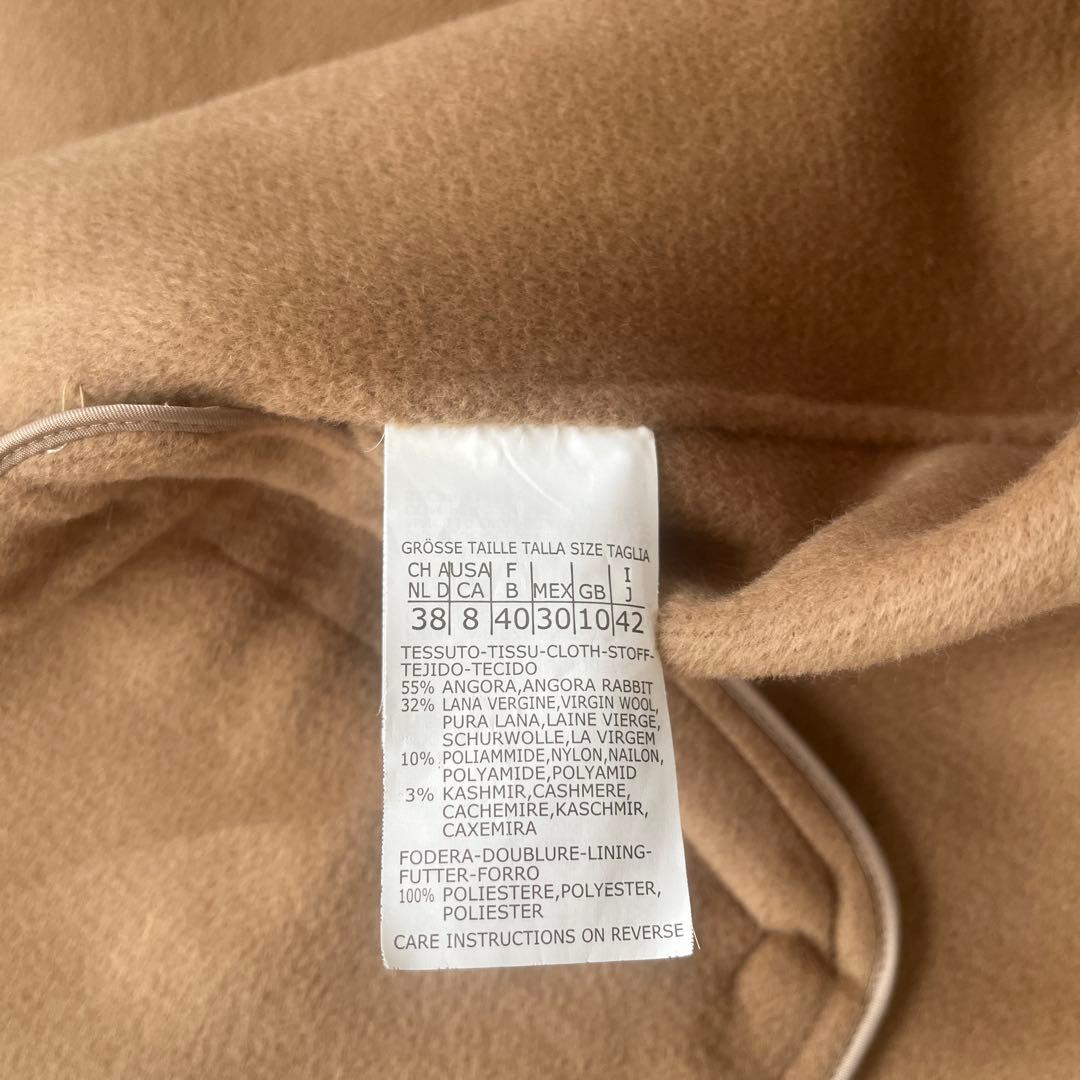 GRÖSSE TAILLE TALLA SIZE TAGLIA
CH A USA F MEX GB I
NL D CA B J
38 8 40 30 10 42
TESSUTO-TISSU-CLOTH-STOFF-
TEJIDO-TECIDO
55% ANGORA,ANGORA RABBIT
32% LANA VERGINE,VIRGIN WOOL,
PURA LANA,LAINE VIERGE,
SCHURWOLLE,LA VIRGEM
10% POLIAMMIDE,NYLON,NAILON,
POLYAMIDE,POLYAMID
3% KASHMIR,CASHMERE,
CACHEMIRE,KASCHMIR,
CAXEMIRA
FODERA-DOUBLURE-LINING-
FUTTER-FORRO
100% POLIESTERE,POLYESTER,
POLIESTER
CARE INSTRUCTIONS ON REVERSE